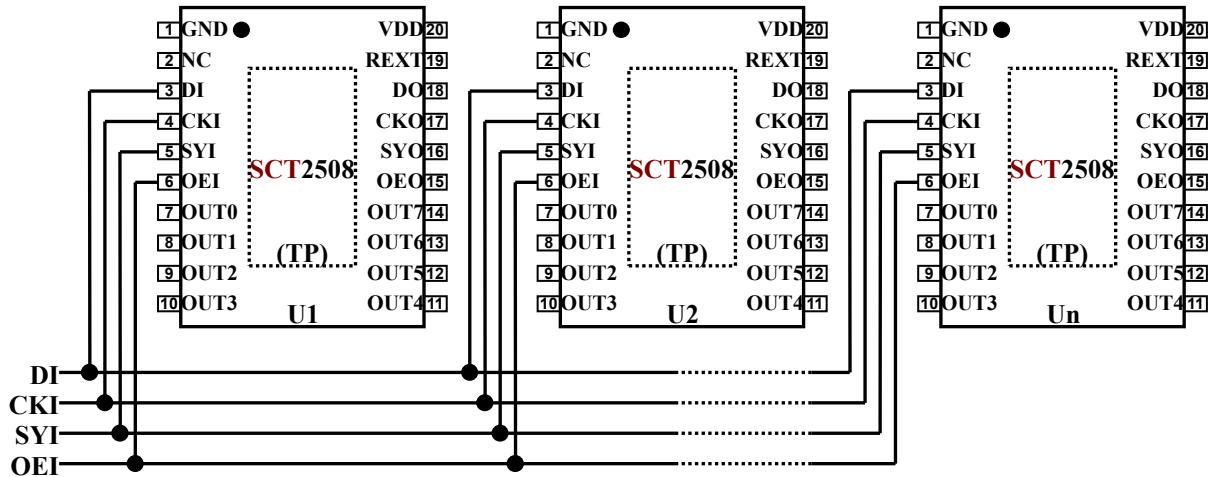 1 GND VDD 20 1 GND VDD 20 1 GND VDD 20
2 NC REXT 19 2 NC REXT 19 2 NC REXT 19
3 DI DO 18 3 DI DO 18 3 DI DO 18
4 CKI CKO 17 4 CKI CKO 17 4 CKI CKO 17
5 SYI SYO 16 5 SYI SYO 16 5 SYI SYO 16
SCT2508 SCT2508 SCT2508
6 OEI OEO 15 6 OEI OEO 15 6 OEI OEO 15
7 OUT0 OUT7 14 7 OUT0 OUT7 14 7 OUT0 OUT7 14
8 OUT1 OUT6 13 8 OUT1 OUT6 13 8 OUT1 OUT6 13
(TP) (TP) (TP)
9 OUT2 OUT5 12 9 OUT2 OUT5 12 9 OUT2 OUT5 12
10 OUT3 OUT4 11 10 OUT3 OUT4 11 10 OUT3 OUT4 11
U1 U2 Un
DI
CKI
SYI
OEI